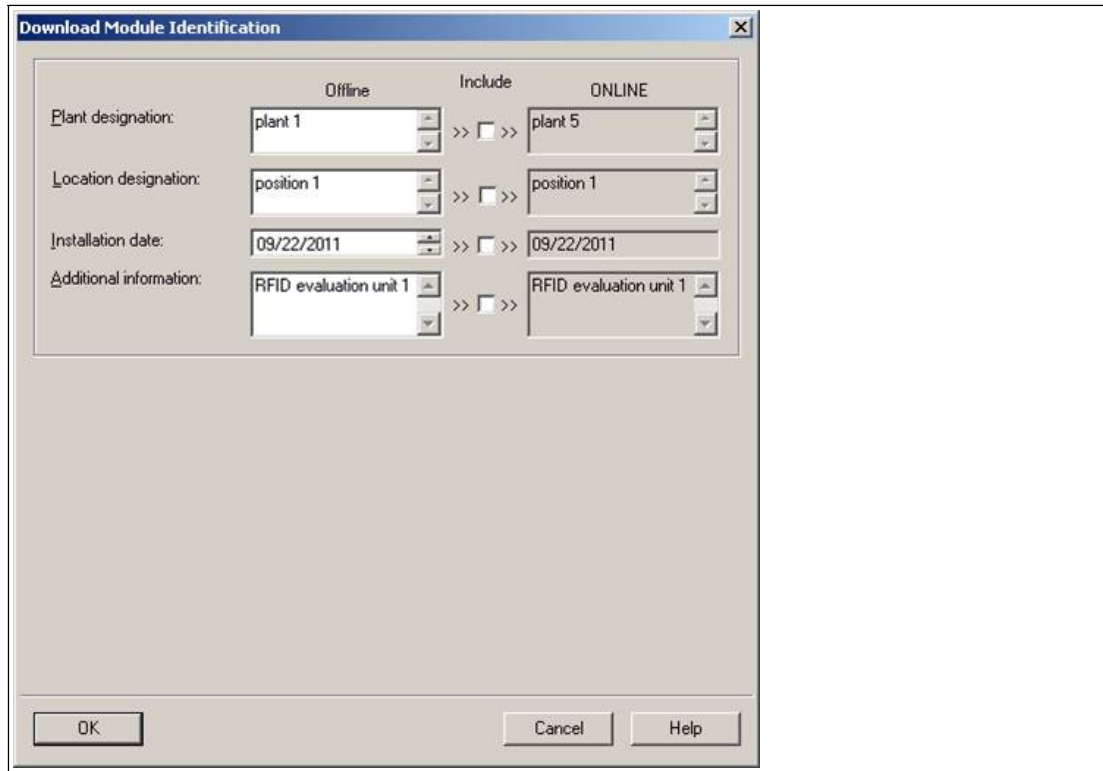 Download Module Identification
Offline Include ONLINE
Plant designation: plant 1 >> >> plant 5
Location designation: position 1 >> >> position 1
Installation date: 09/22/2011 >> >> 09/22/2011
Additional information: RFID evaluation unit 1 >> >> RFID evaluation unit 1
OK Cancel Help